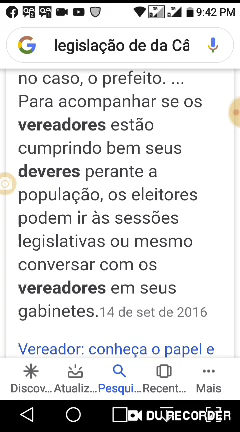 9:42 PM
legislação de da Câ
no caso, o prefeito. ...
Para acompanhar se os
vereadores estão
cumprindo bem seus
deveres perante a
população, os eleitores
podem ir às sessões
legislativas ou mesmo
conversar com os
vereadores em seus
gabinetes.14 de set de 2016
Vereador: conheça o papel e
Discov... Atualiz... Pesqui... Recent... Mais
DU RECORDER